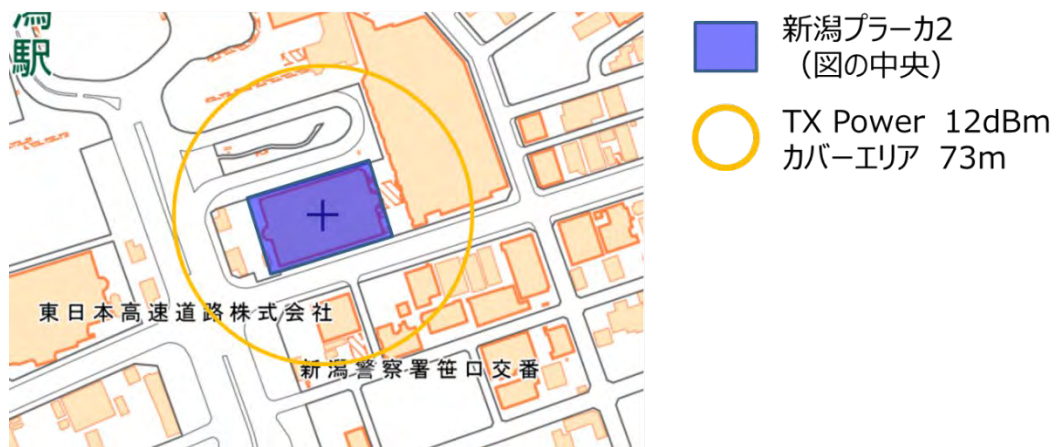 潟
駅
東日本高速道路株式会社
新潟警察署笹口交番
新潟プラーカ2
（図の中央）
TX Power 12dBm
カバーエリア 73m